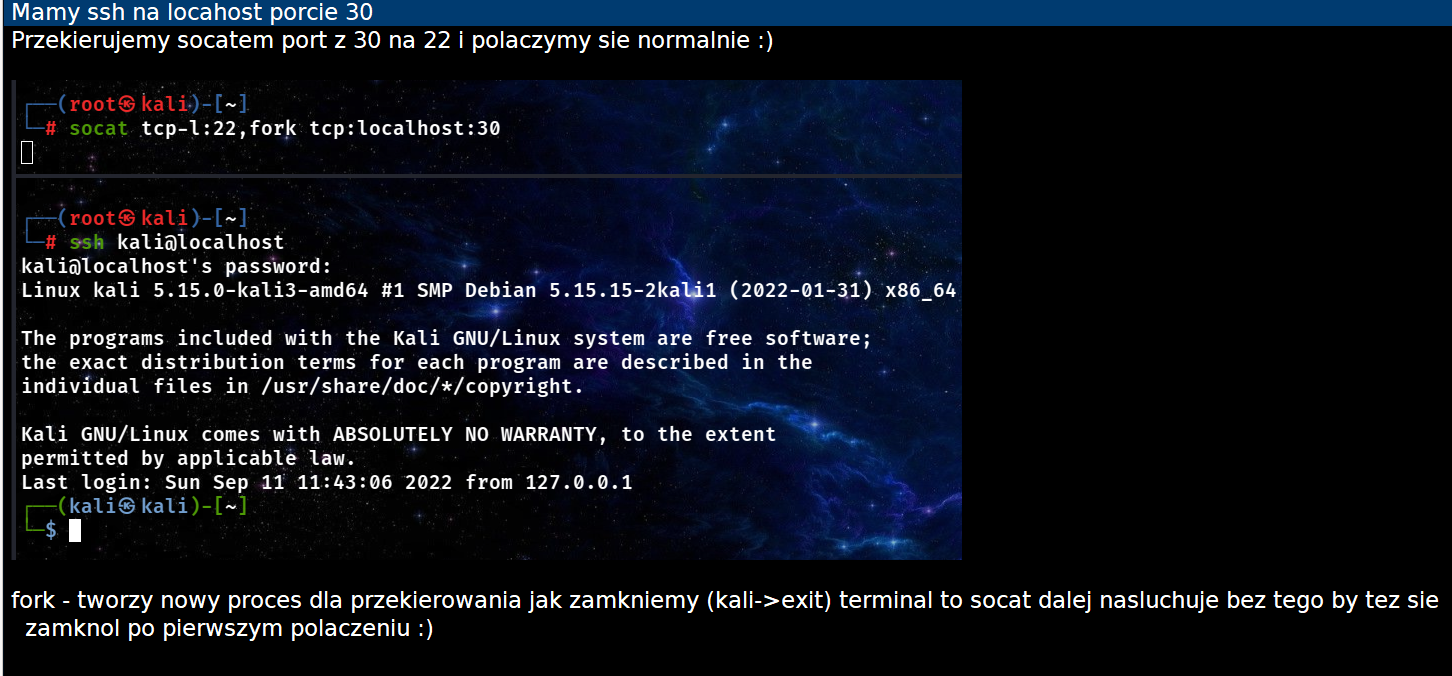 Mamy ssh na locahost porcie 30
Przekierujemy socatem port z 30 na 22 i polaczymy sie normalnie :)
┌──(root㉿kali)-[~]
└─# socat tcp-l:22,fork tcp:localhost:30
┌──(root㉿kali)-[~]
└─# ssh kali@localhost
kali@localhost's password:
Linux kali 5.15.0-kali3-amd64 #1 SMP Debian 5.15.15-2kali1 (2022-01-31) x86_64
The programs included with the Kali GNU/Linux system are free software;
the exact distribution terms for each program are described in the
individual files in /usr/share/doc/*/copyright.
Kali GNU/Linux comes with ABSOLUTELY NO WARRANTY, to the extent
permitted by applicable law.
Last login: Sun Sep 11 11:43:06 2022 from 127.0.0.1
┌──(kali㉿kali)-[~]
└─$
fork - tworzy nowy proces dla przekierowania jak zamkniemy (kali->exit) terminal to socat dalej nasluchuje bez tego by tez sie
zamknol po pierwszym polaczeniu :)